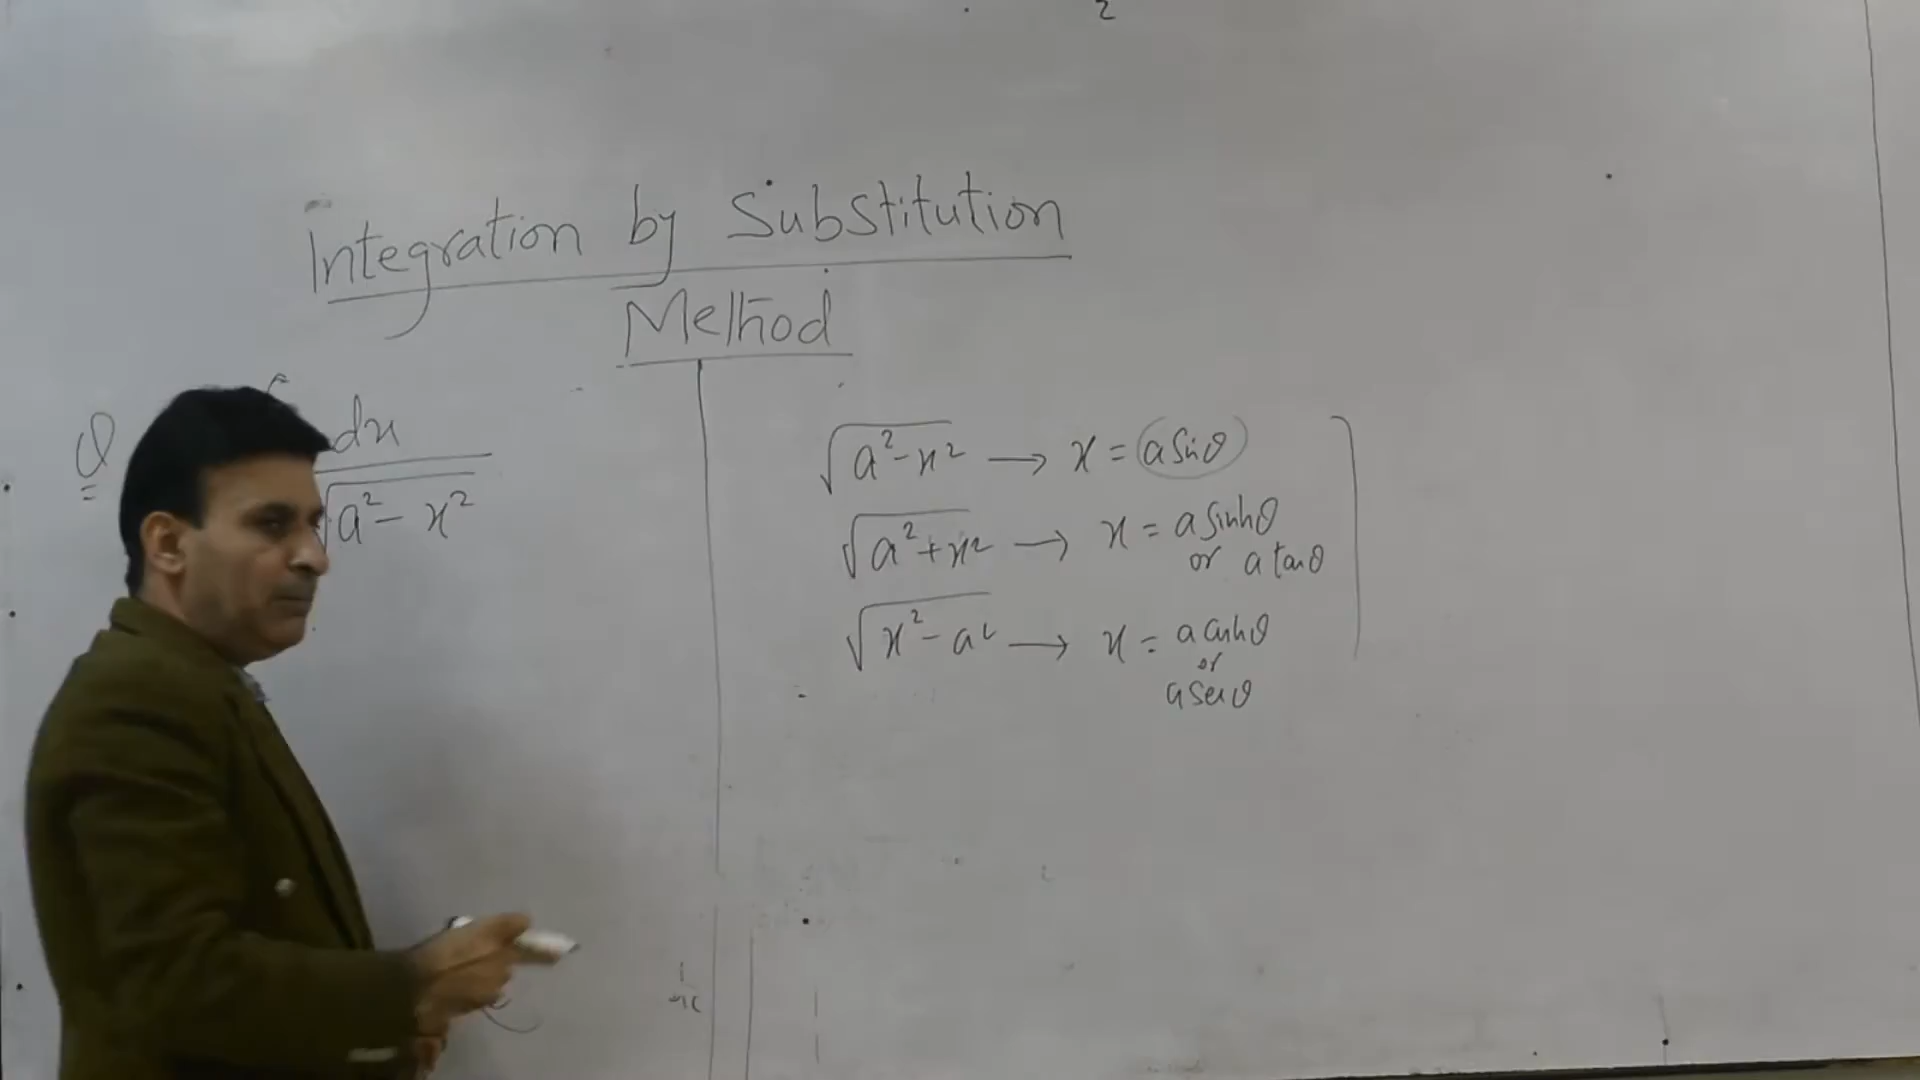 Integration by Substitution
Method
Q
dx
√a²-x²
√a²-x² → x = a sinθ
√a²+x² → x = a sinhθ
or a tanθ
√x²-a² → x = a coshθ
or
a secθ